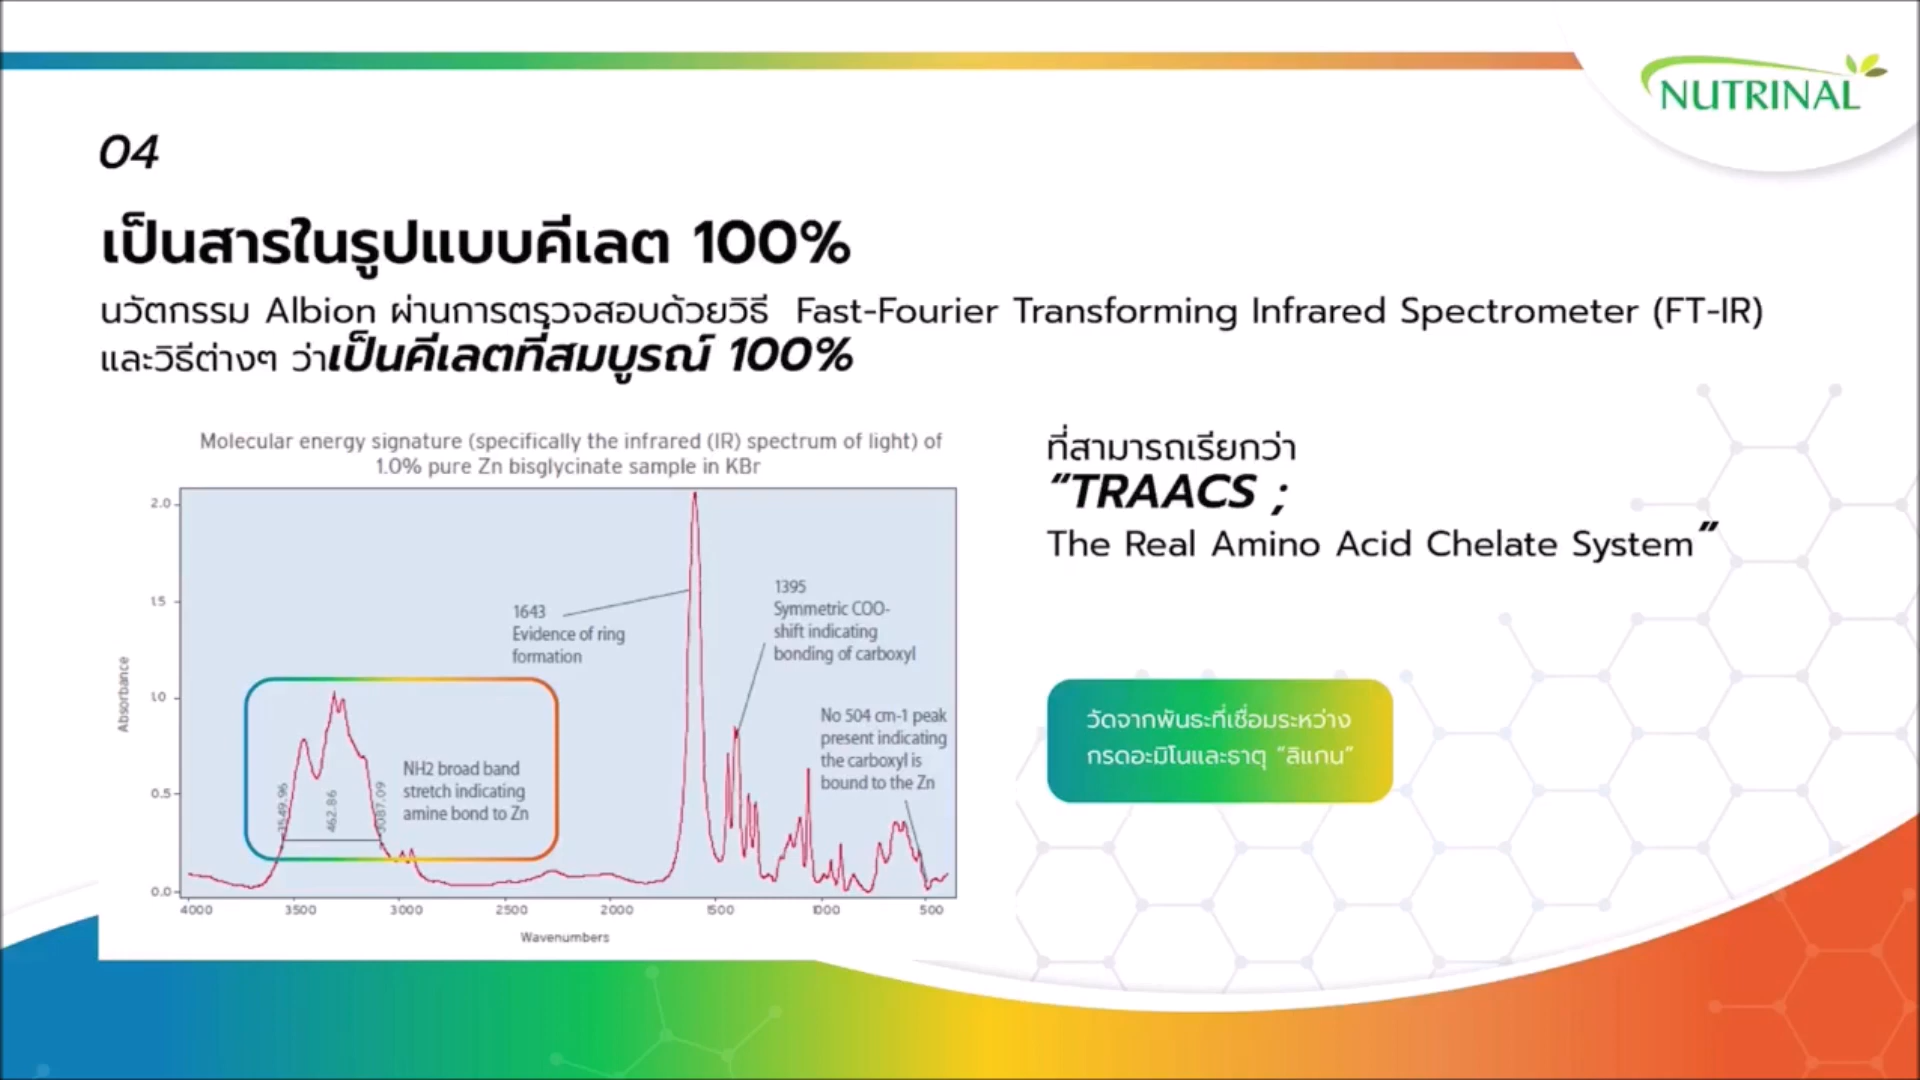 NUTRINAL
04
เป็นสารในรูปแบบคีเลต 100%
นวัตกรรม Albion ผ่านการตรวจสอบด้วยวิธี Fast-Fourier Transforming Infrared Spectrometer (FT-IR)
และวิธีต่างๆ ว่าเป็นคีเลตที่สมบูรณ์ 100%
Molecular energy signature (specifically the infrared (IR) spectrum of light) of
1.0% pure Zn bisglycinate sample in KBr
2.0
1.5
1.0
0.5
0.0
Absorbance
4000 3500 3000 2500 2000 1500 1000 500
Wavenumbers
3549.96
462.86
3087.09
NH2 broad band
stretch indicating
amine bond to Zn
1643
Evidence of ring
formation
1395
Symmetric COO-
shift indicating
bonding of carboxyl
No 504 cm-1 peak
present indicating
the carboxyl is
bound to the Zn
ที่สามารถเรียกว่า
"TRAACS ;
The Real Amino Acid Chelate System"
วัดจากพันธะที่เชื่อมระหว่าง
กรดอะมิโนและธาตุ "ลิแกน"